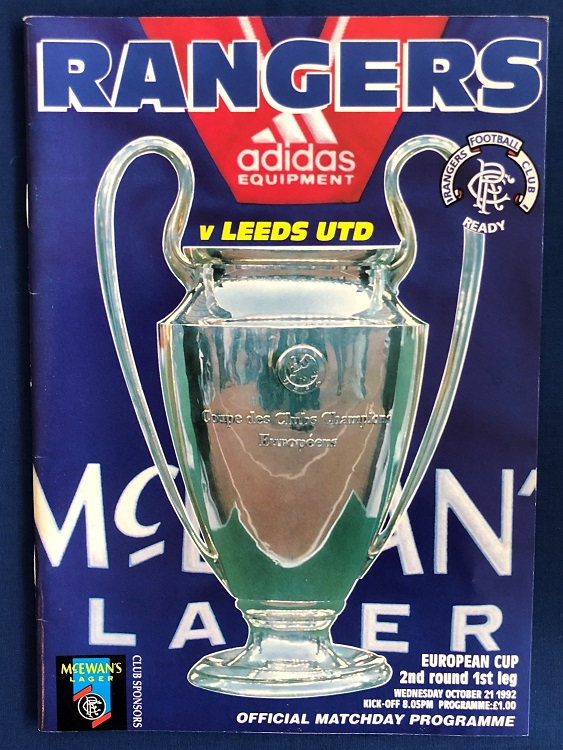 RANGERS
adidas
EQUIPMENT
RANGERS FOOTBALL CLUB
READY
v LEEDS UTD
Coupe des Clubs Champions
Européens
McEWAN'
LAGER
McEWAN'S
LAGER
CLUB SPONSORS
EUROPEAN CUP
2nd round 1st leg
WEDNESDAY OCTOBER 21 1992
KICK-OFF 8.05PM PROGRAMME:£1.00
OFFICIAL MATCHDAY PROGRAMME